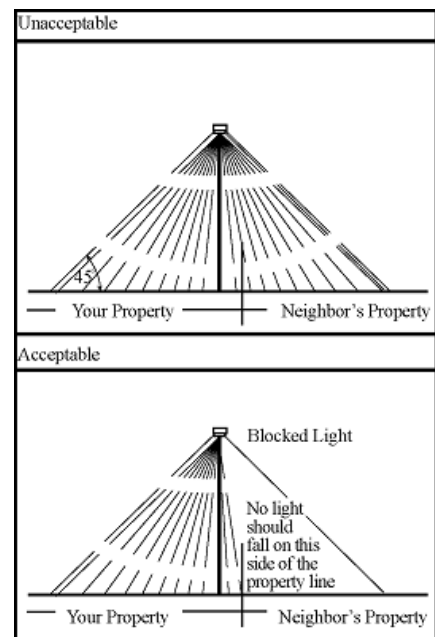 Unacceptable
45
Your Property
Neighbor's Property
Acceptable
Blocked Light
No light
should
fall on this
side of the
property line
Your Property
Neighbor's Property